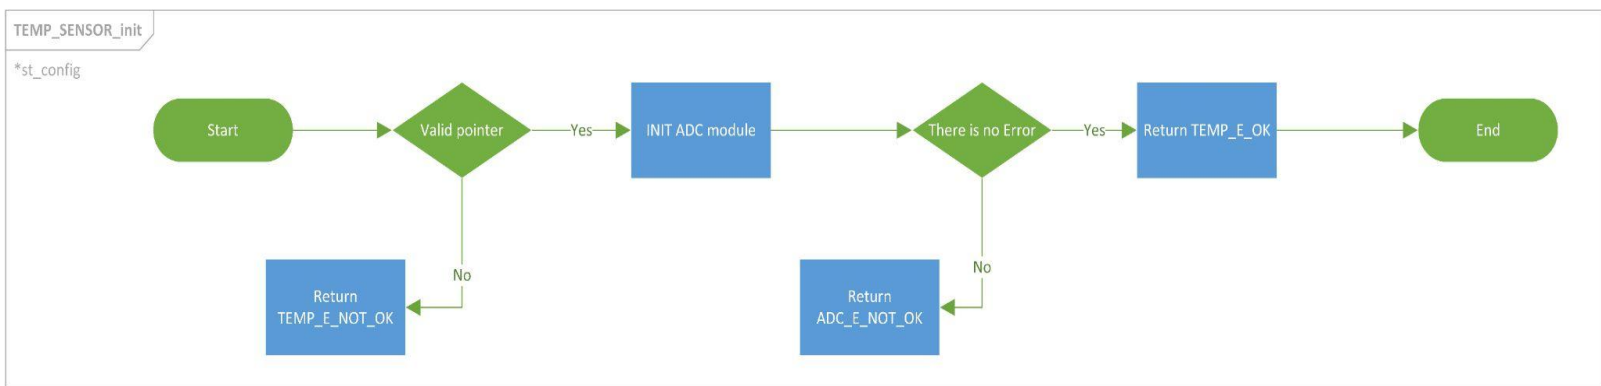 TEMP_SENSOR_init
*st_config
Start
Valid pointer
Yes
INIT ADC module
There is no Error
Yes
Return TEMP_E_OK
End
No
Return
TEMP_E_NOT_OK
No
Return
ADC_E_NOT_OK